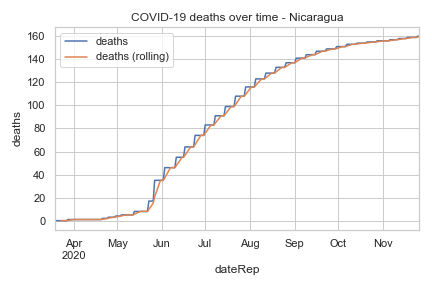 COVID-19 deaths over time - Nicaragua
deaths
deaths (rolling)
160
140
120
100
80
60
40
20
0
deaths
Apr May Jun Jul Aug Sep Oct Nov
2020
dateRep